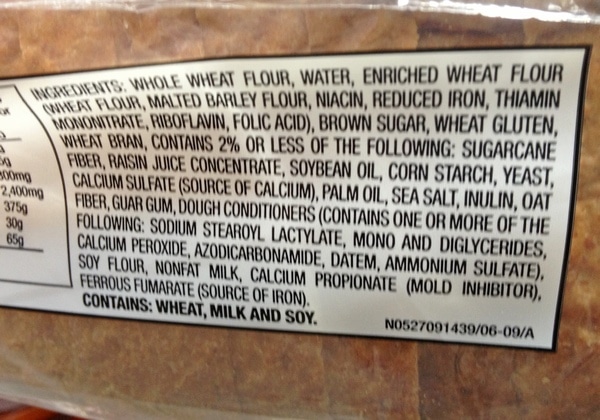 INGREDIENTS: WHOLE WHEAT FLOUR, WATER, ENRICHED WHEAT FLOUR
(WHEAT FLOUR, MALTED BARLEY FLOUR, NIACIN, REDUCED IRON, THIAMIN
MONONITRATE, RIBOFLAVIN, FOLIC ACID), BROWN SUGAR, WHEAT GLUTEN,
WHEAT BRAN, CONTAINS 2% OR LESS OF THE FOLLOWING: SUGARCANE
FIBER, RAISIN JUICE CONCENTRATE, SOYBEAN OIL, CORN STARCH, YEAST,
CALCIUM SULFATE (SOURCE OF CALCIUM), PALM OIL, SEA SALT, INULIN, OAT
FIBER, GUAR GUM, DOUGH CONDITIONERS (CONTAINS ONE OR MORE OF THE
FOLLOWING: SODIUM STEAROYL LACTYLATE, MONO AND DIGLYCERIDES,
CALCIUM PEROXIDE, AZODICARBONAMIDE, DATEM, AMMONIUM SULFATE),
SOY FLOUR, NONFAT MILK, CALCIUM PROPIONATE (MOLD INHIBITOR),
FERROUS FUMARATE (SOURCE OF IRON).
CONTAINS: WHEAT, MILK AND SOY.
N0527091439/06-09/A
2,400mg
375g
30g
65g